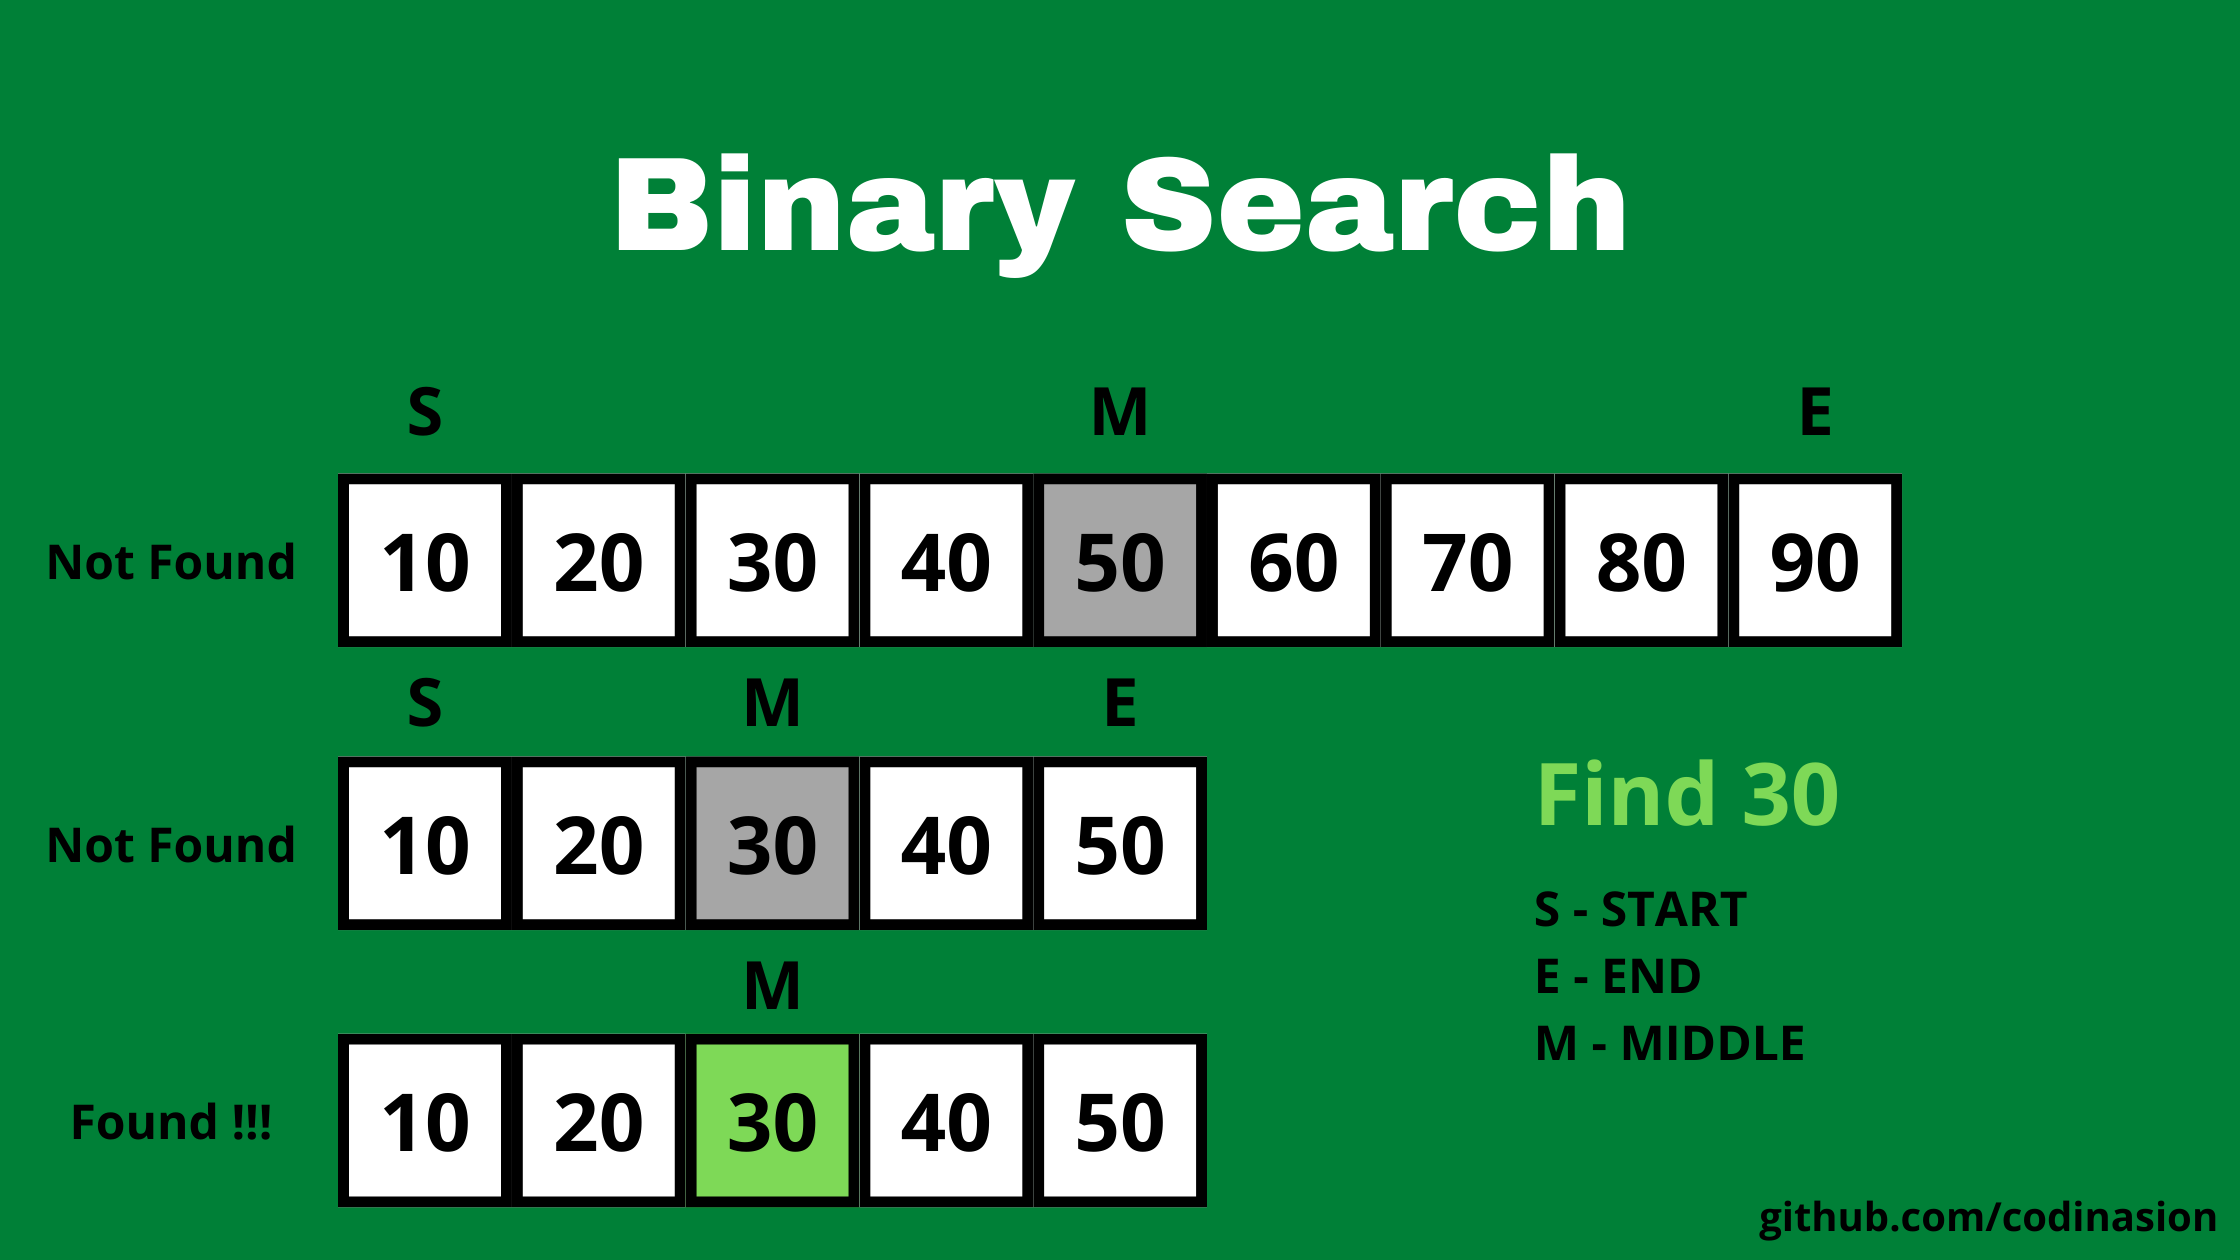 Binary Search
S M E
Not Found 10 20 30 40 50 60 70 80 90
S M E
Not Found 10 20 30 40 50
M
Found !!! 10 20 30 40 50
Find 30
S - START
E - END
M - MIDDLE
github.com/codinasion